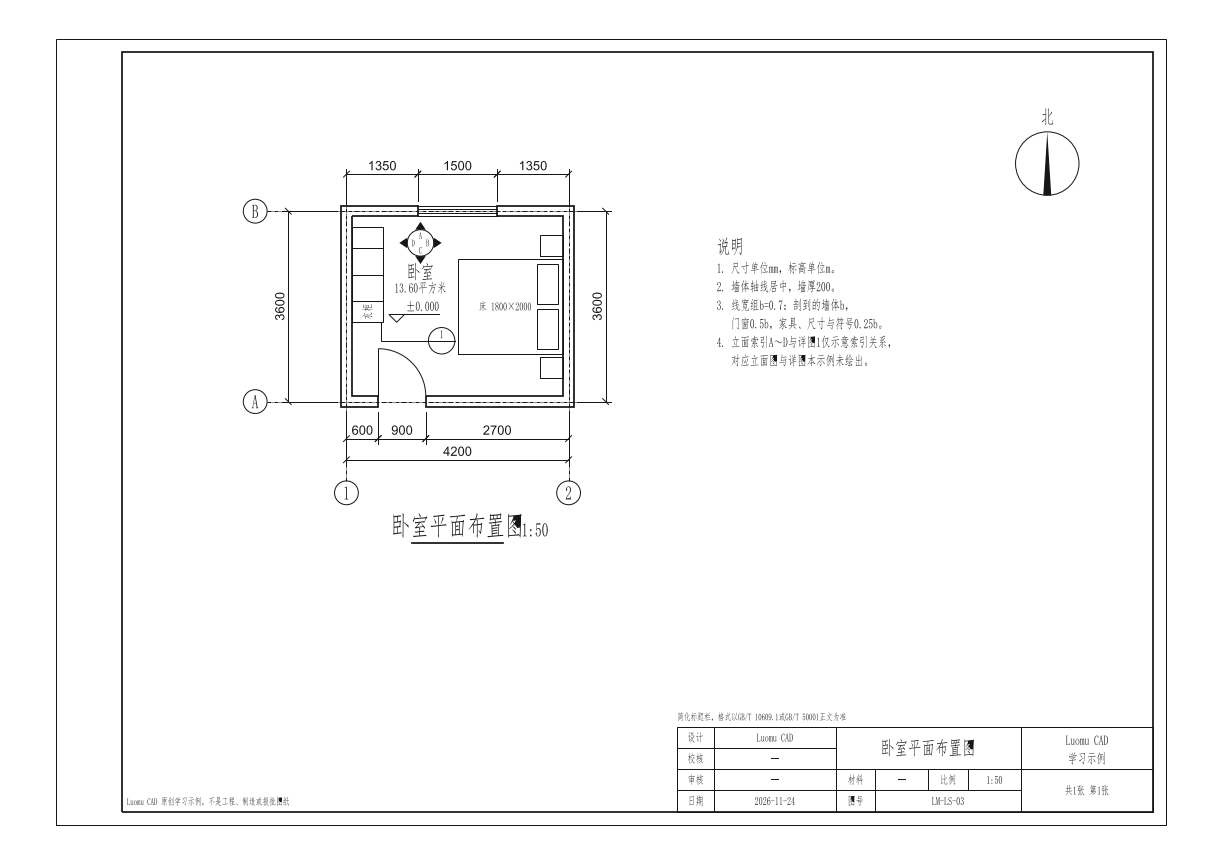 北
1350 1500 1350
B
A
B
C
D
卧室
13.60平方米
±0.000
衣柜
床 1800×2000
1
3600
3600
A
600 900 2700
4200
1 2
卧室平面布置图1:50
说明
1. 尺寸单位mm，标高单位m。
2. 墙体轴线居中，墙厚200。
3. 线宽组b=0.7；剖到的墙体b，
门窗0.5b，家具、尺寸与符号0.25b。
4. 立面索引A～D与详图1仅示意索引关系，
对应立面图与详图本示例未绘出。
简化标题栏，格式以GB/T 10609.1或GB/T 50001正文为准
设计 Luomu CAD
校核 —
审核 —
日期 2026-11-24
卧室平面布置图
材料 — 比例 1:50
图号 LM-LS-03
Luomu CAD
学习示例
共1张 第1张
Luomu CAD 原创学习示例，不是工程、制造或报批图纸